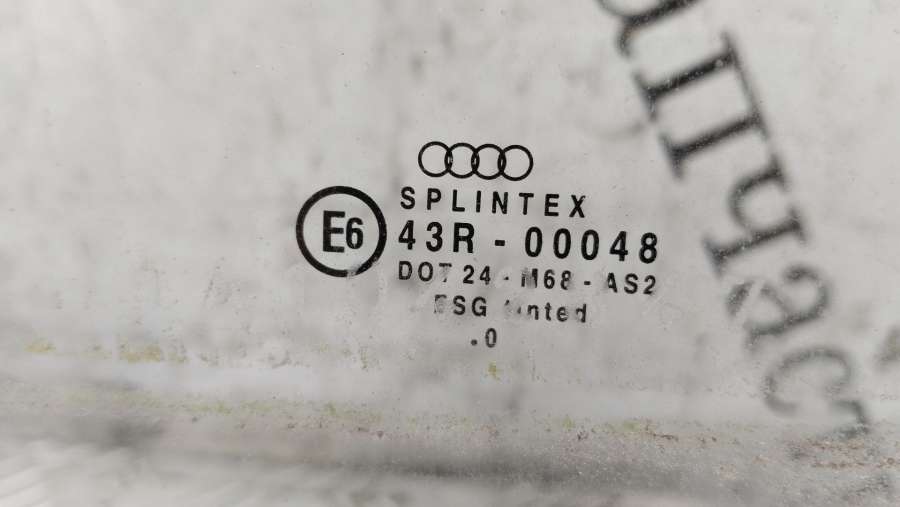 SPLINTEX
E6
43R - 00048
DOT 24 - M68 - AS2
ESG tinted
.0